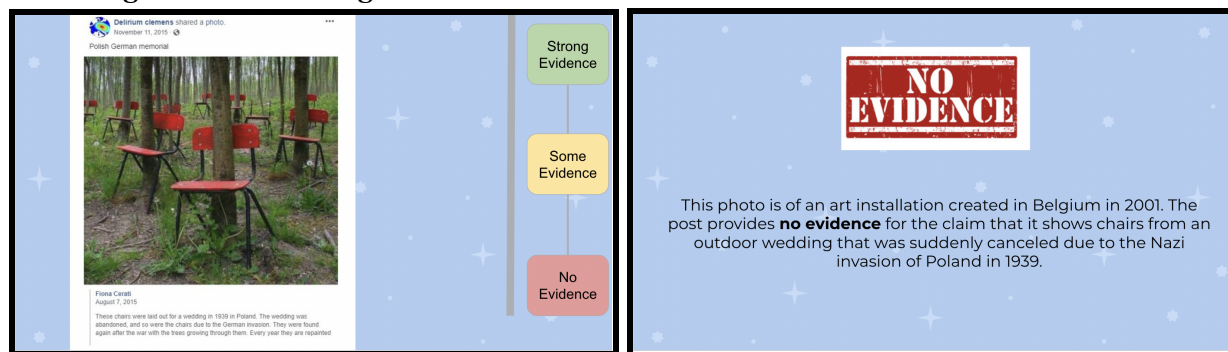 Delirium clemens shared a photo.
November 11, 2015
Polish German memorial
Fiona Cerati
August 7, 2015
These chairs were laid out for a wedding in 1939 in Poland. The wedding was
abandoned, and so were the chairs due to the German invasion. They were found
again after the war with the trees growing through them. Every year they are repainted
Strong
Evidence
Some
Evidence
No
Evidence
NO
EVIDENCE
This photo is of an art installation created in Belgium in 2001. The
post provides no evidence for the claim that it shows chairs from an
outdoor wedding that was suddenly canceled due to the Nazi
invasion of Poland in 1939.